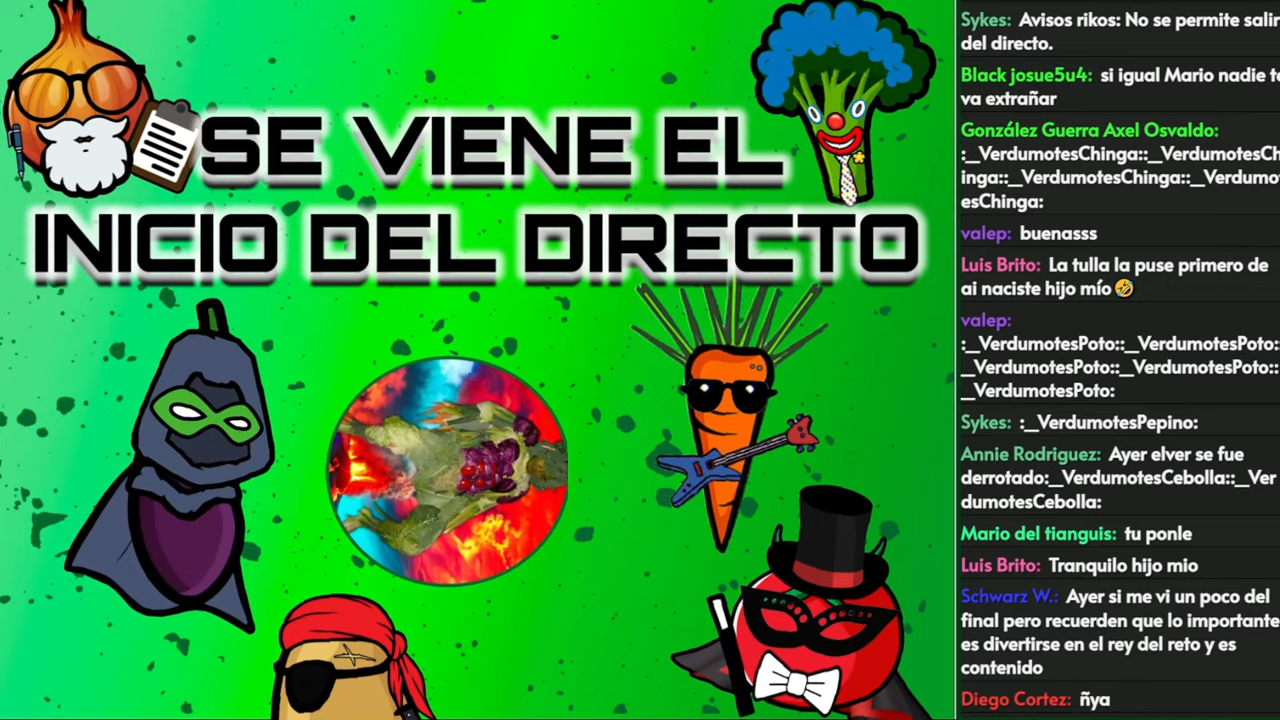 SE VIENE EL
INICIO DEL DIRECTO
Sykes: Avisos rikos: No se permite salir
del directo.
Black josue5u4: si igual Mario nadie te
va extrañar
González Guerra Axel Osvaldo:
:_VerdumotesChinga::_VerdumotesCh
inga::_VerdumotesChinga::_Verdumot
esChinga:
valep: buenasss
Luis Brito: La tulla la puse primero de
ai naciste hijo mío🤣
valep:
:_VerdumotesPoto::_VerdumotesPoto::
_VerdumotesPoto::_VerdumotesPoto::
_VerdumotesPoto:
Sykes: :_VerdumotesPepino:
Annie Rodriguez: Ayer elver se fue
derrotado:_VerdumotesCebolla::_Ver
dumotesCebolla:
Mario del tianguis: tu ponle
Luis Brito: Tranquilo hijo mio
Schwarz W.: Ayer si me vi un poco del
final pero recuerden que lo importante
es divertirse en el rey del reto y es
contenido
Diego Cortez: ñya